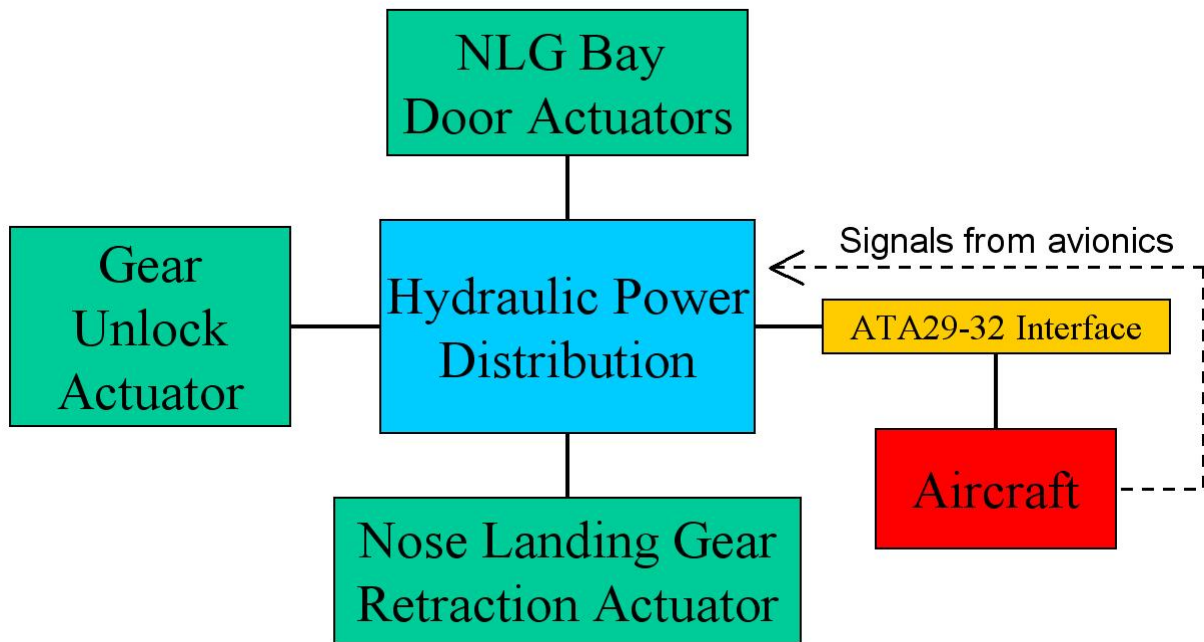 NLG Bay
Door Actuators
Gear
Unlock
Actuator
Hydraulic Power
Distribution
Signals from avionics
ATA29-32 Interface
Aircraft
Nose Landing Gear
Retraction Actuator